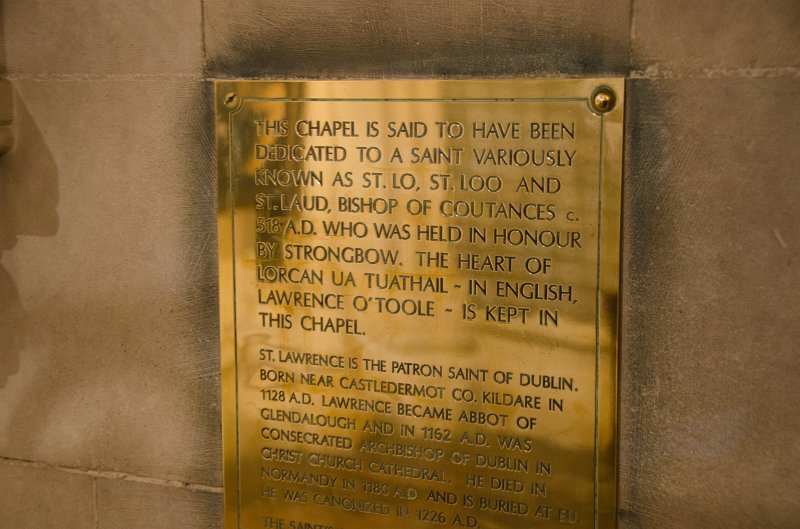 THIS CHAPEL IS SAID TO HAVE BEEN
DEDICATED TO A SAINT VARIOUSLY
KNOWN AS ST. LO, ST. LOO AND
ST. LAUD, BISHOP OF COUTANCES c.
518 A.D. WHO WAS HELD IN HONOUR
BY STRONGBOW. THE HEART OF
LORCAN UA TUATHAIL ~ IN ENGLISH,
LAWRENCE O'TOOLE ~ IS KEPT IN
THIS CHAPEL.
ST. LAWRENCE IS THE PATRON SAINT OF DUBLIN.
BORN NEAR CASTLEDERMOT CO. KILDARE IN
1128 A.D. LAWRENCE BECAME ABBOT OF
GLENDALOUGH AND IN 1162 A.D. WAS
CONSECRATED ARCHBISHOP OF DUBLIN IN
CHRIST CHURCH CATHEDRAL. HE DIED IN
NORMANDY IN 1180 A.D AND IS BURIED AT EU
HE WAS CANONIZED IN 1226 A.D.
THE SAINT'S